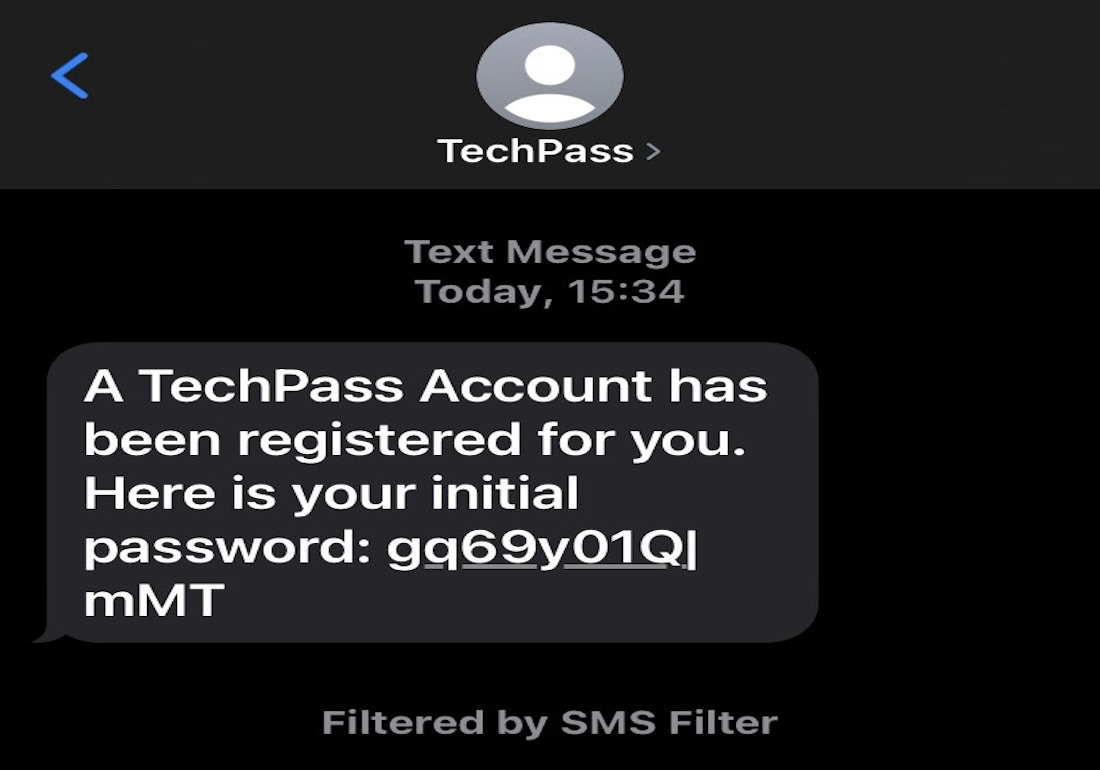 TechPass >
Text Message
Today, 15:34
A TechPass Account has
been registered for you.
Here is your initial
password: gq69y01Q|
mMT
Filtered by SMS Filter